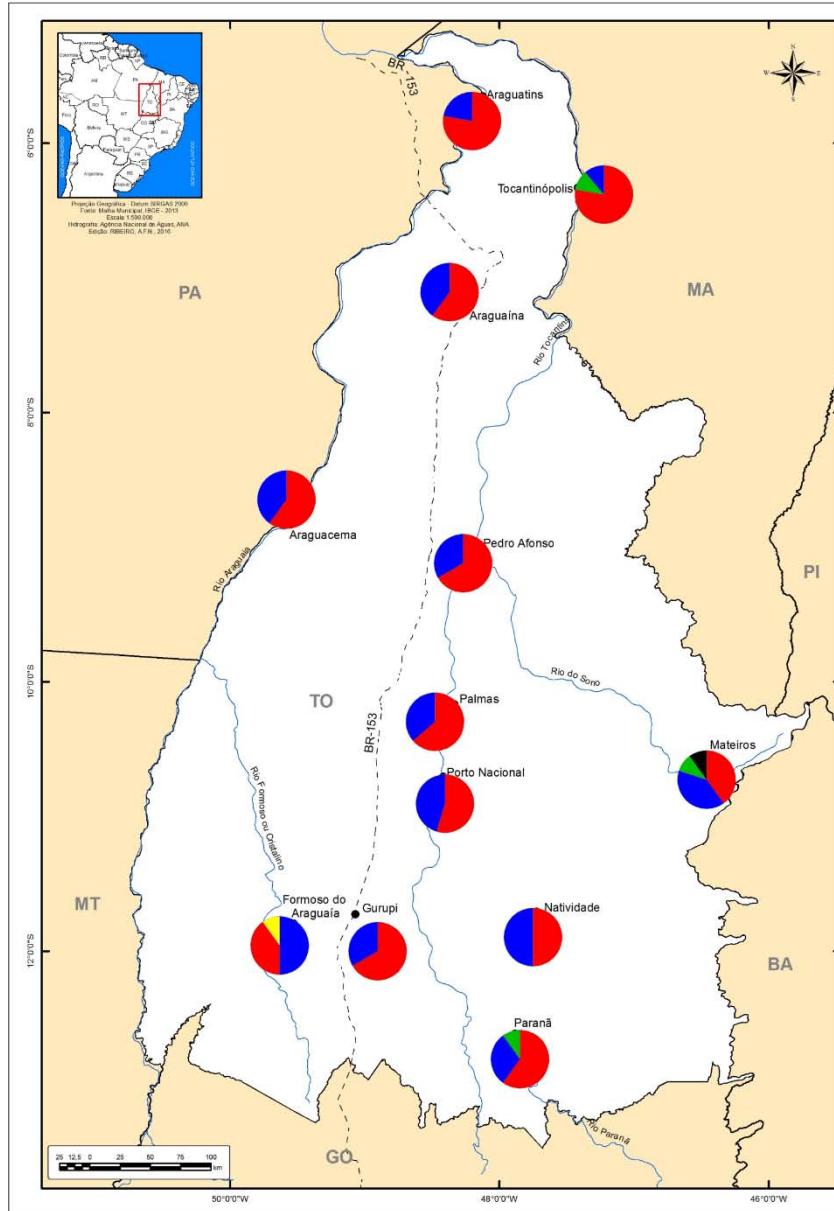 Projeção Geográfica - Datum SIRGAS 2000
Fonte: Malha Municipal, IBGE - 2013
Escala 1:500.000
Hidrografia: Agência Nacional de Águas, ANA
Edição: RIBEIRO, A.F.N., 2016
N
W
E
S
BR-153
Araguatins
6°0'0"S
Tocantinópolis
PA
MA
Araguaína
Rio Tocantins
8°0'0"S
Araguacema
Rio Araguaia
Pedro Afonso
PI
10°0'0"S
Rio do Sono
TO
Palmas
BR-153
Mateiros
Porto Nacional
Rio Formoso ou Cristalino
MT
Formoso do
Araguaía
Gurupi
Natividade
12°0'0"S
BA
Paranã
Rio Paranã
GO
25 12,5 0 25 50 75 100
km
50°0'0"W
48°0'0"W
46°0'0"W